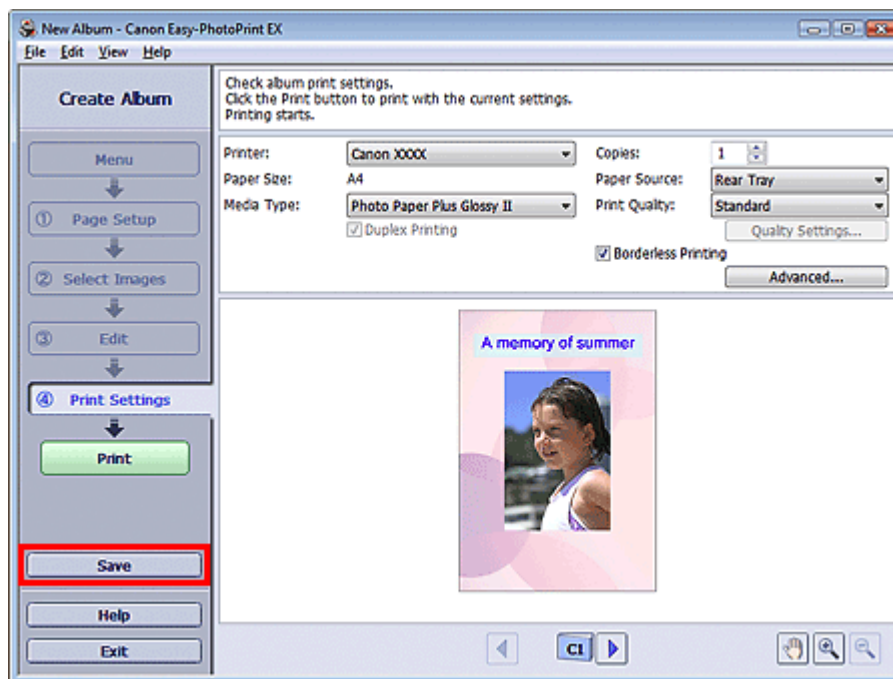 New Album - Canon Easy-PhotoPrint EX
File Edit View Help
Create Album
Check album print settings.
Click the Print button to print with the current settings.
Printing starts.
Menu
① Page Setup
② Select Images
③ Edit
④ Print Settings
Print
Save
Help
Exit
Printer: Canon XXXX Copies: 1
Paper Size: A4 Paper Source: Rear Tray
Media Type: Photo Paper Plus Glossy II Print Quality: Standard
Duplex Printing Quality Settings...
Borderless Printing
Advanced...
A memory of summer
C1